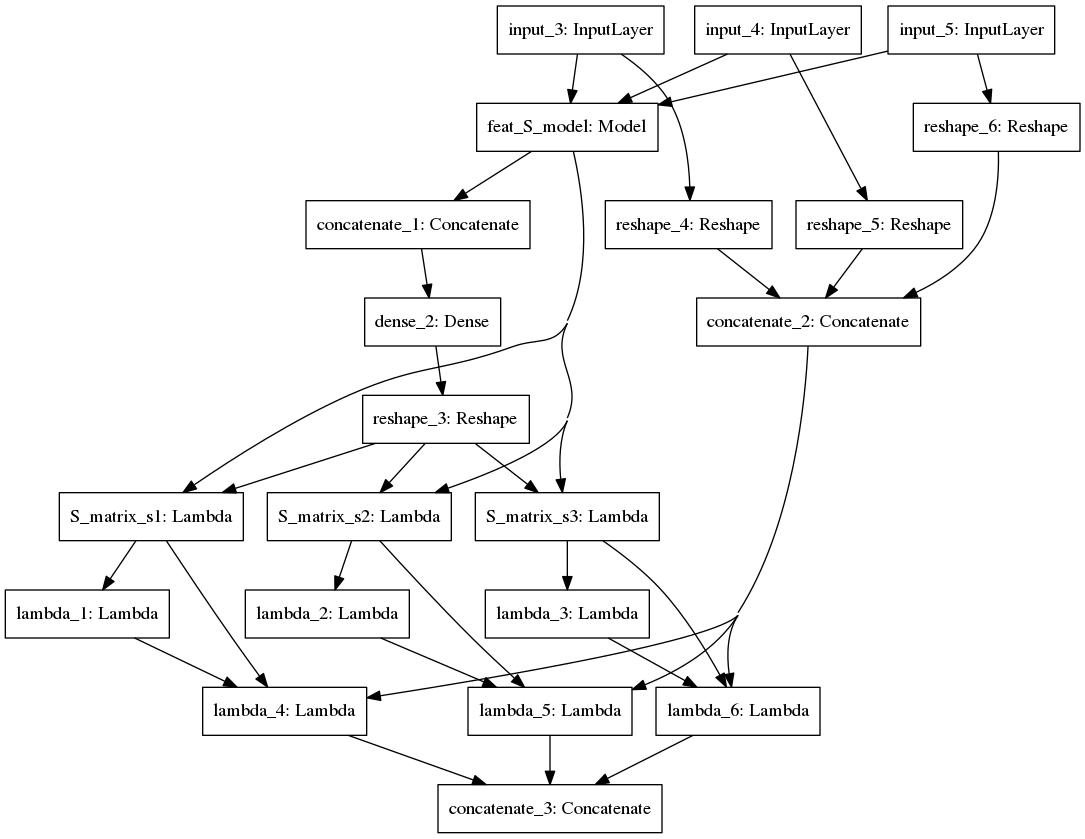 input_3: InputLayer
input_4: InputLayer
input_5: InputLayer
feat_S_model: Model
reshape_6: Reshape
concatenate_1: Concatenate
reshape_4: Reshape
reshape_5: Reshape
dense_2: Dense
concatenate_2: Concatenate
reshape_3: Reshape
S_matrix_s1: Lambda
S_matrix_s2: Lambda
S_matrix_s3: Lambda
lambda_1: Lambda
lambda_2: Lambda
lambda_3: Lambda
lambda_4: Lambda
lambda_5: Lambda
lambda_6: Lambda
concatenate_3: Concatenate